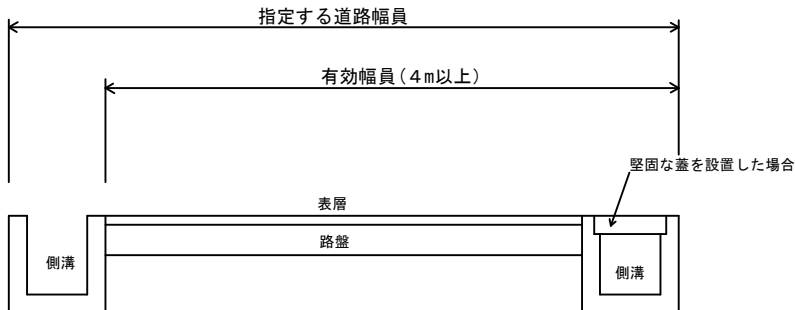 指定する道路幅員
有効幅員(4m以上)
堅固な蓋を設置した場合
表層
路盤
側溝
側溝